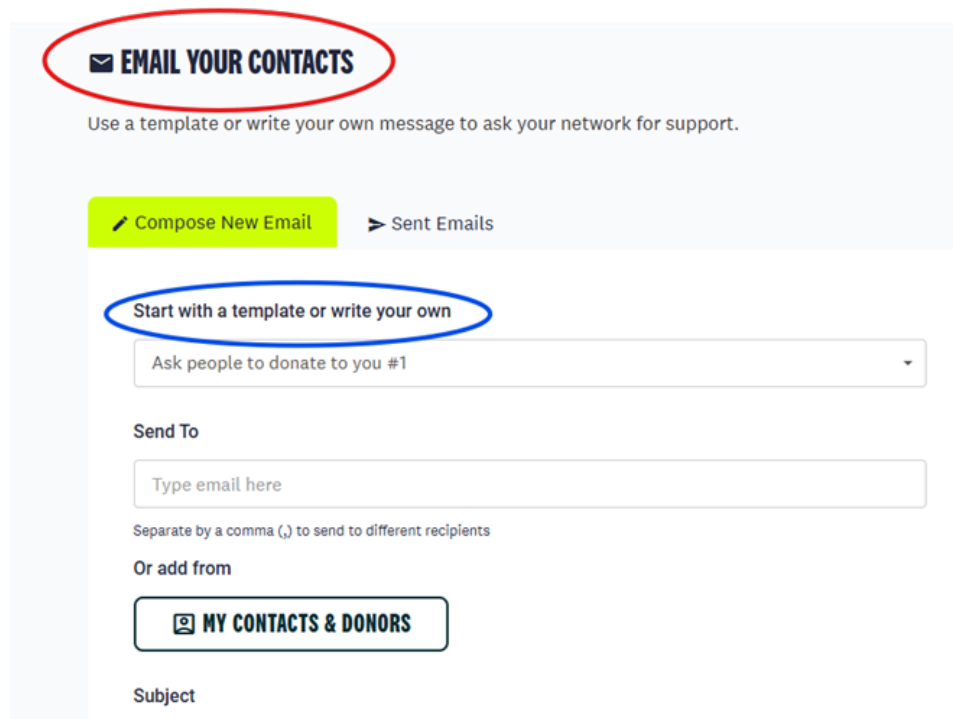 EMAIL YOUR CONTACTS
Use a template or write your own message to ask your network for support.
Compose New Email
Sent Emails
Start with a template or write your own
Ask people to donate to you #1
Send To
Type email here
Separate by a comma (,) to send to different recipients
Or add from
MY CONTACTS & DONORS
Subject